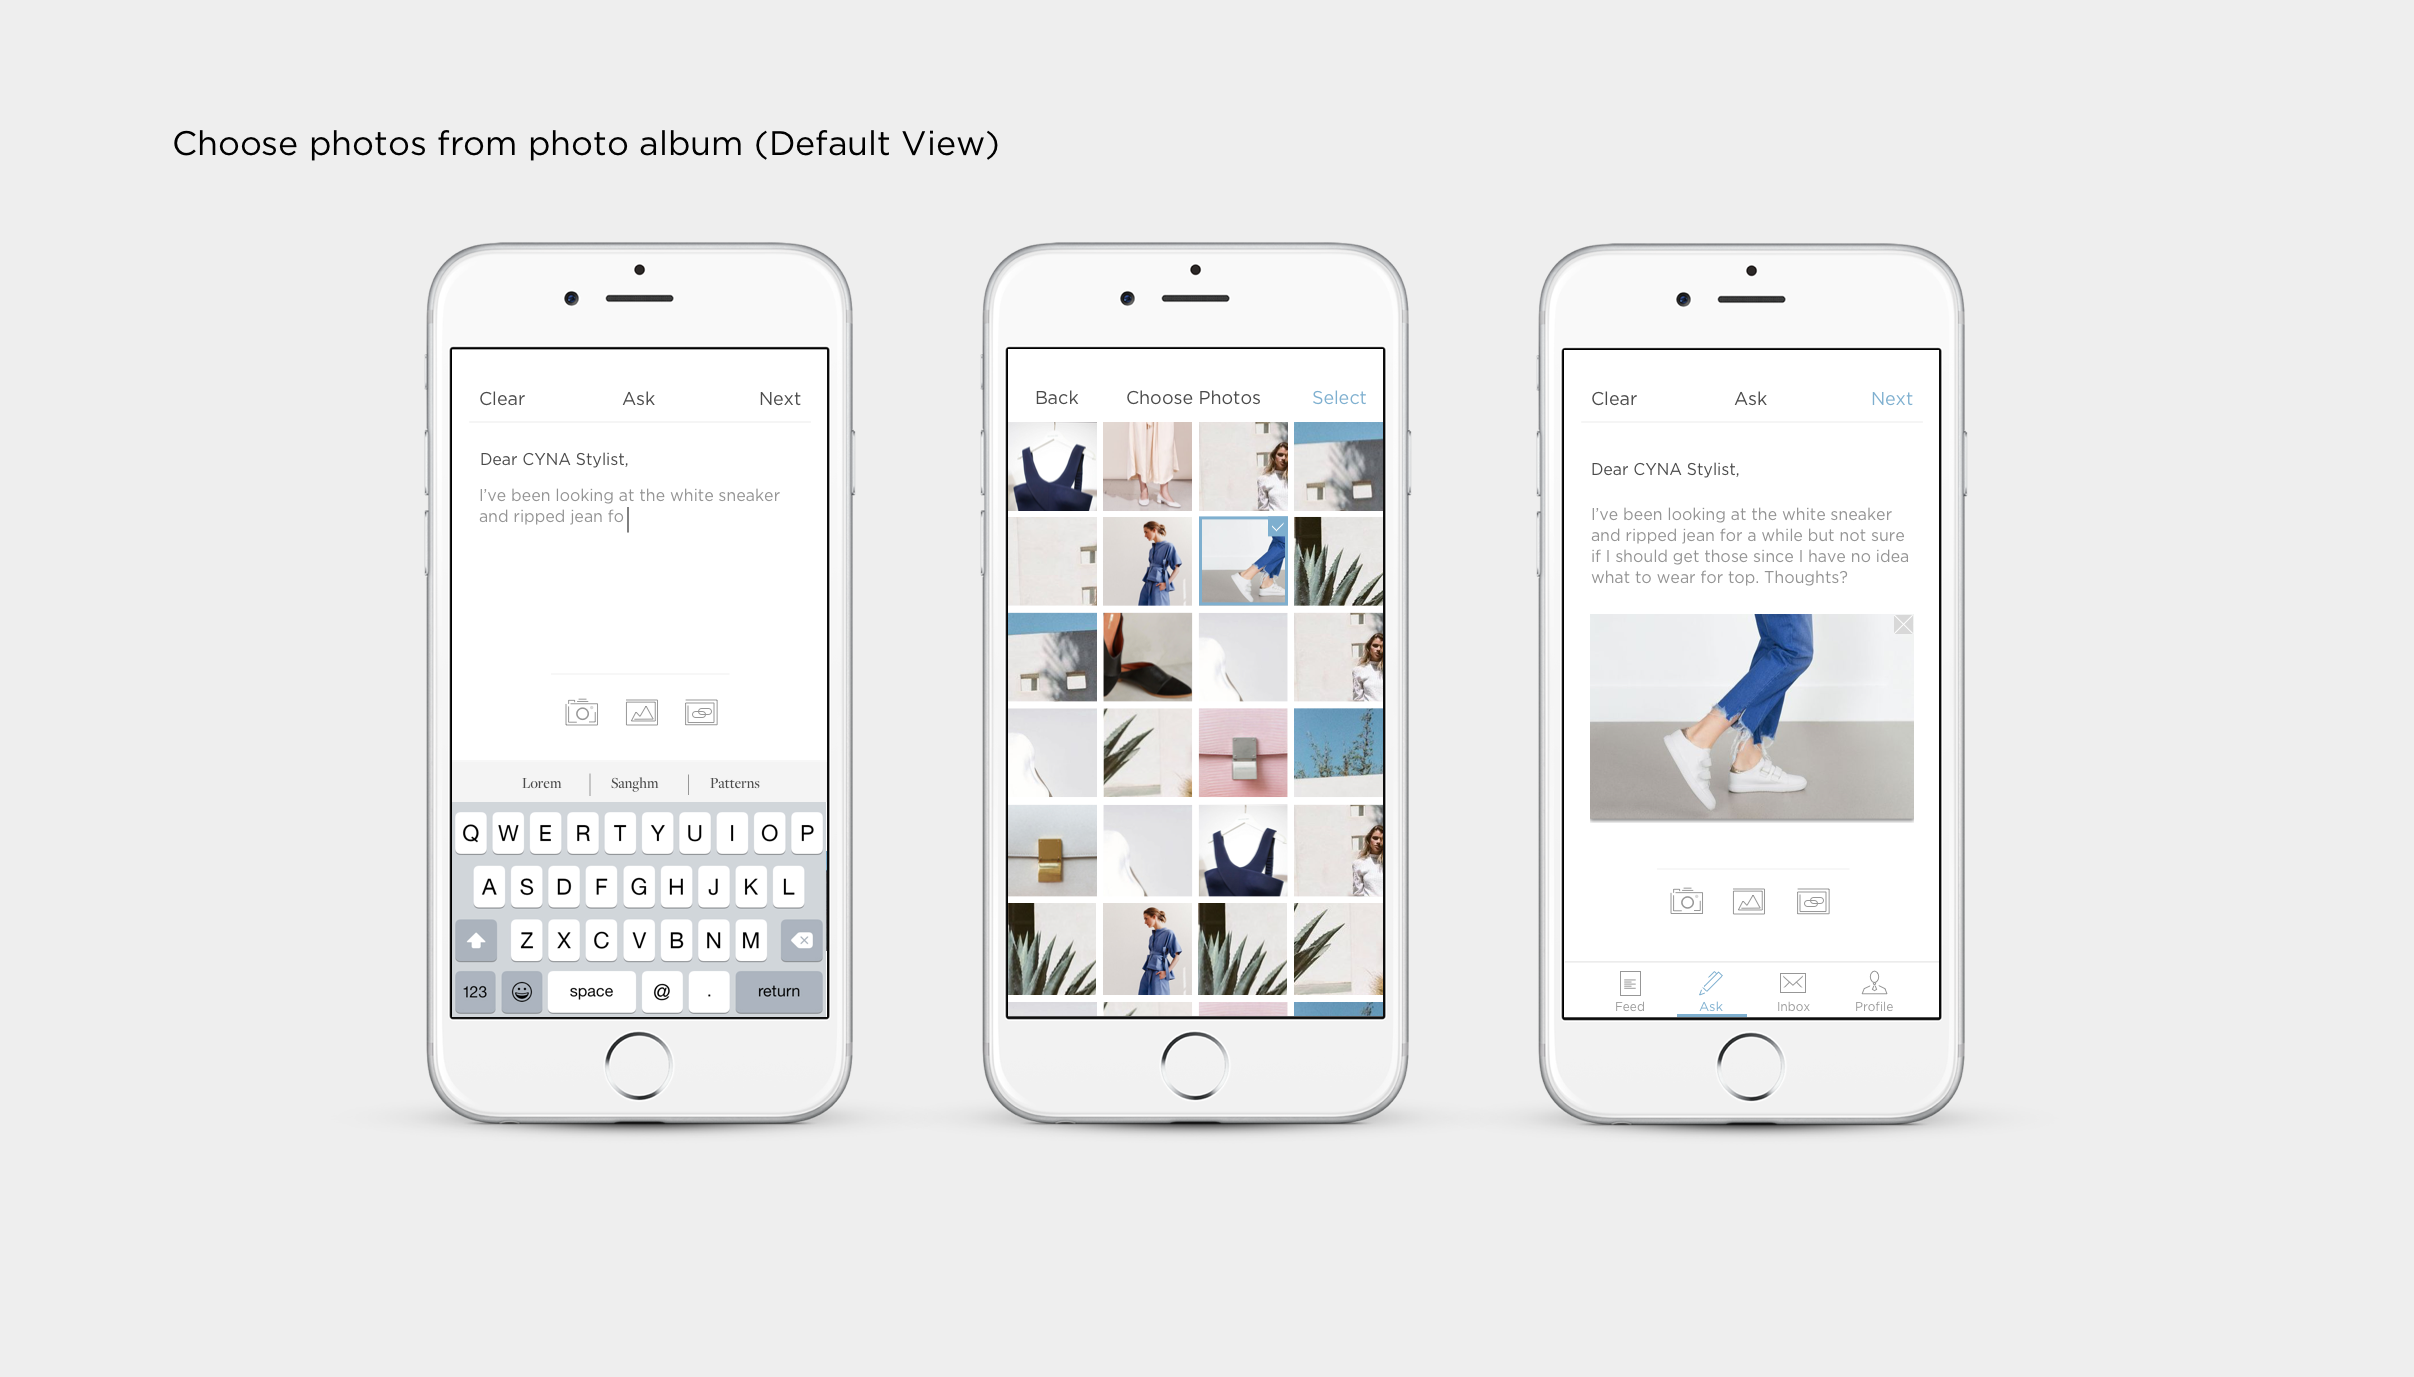 Choose photos from photo album (Default View)
Clear Ask Next
Dear CYNA Stylist,
I've been looking at the white sneaker
and ripped jean fo
Lorem Sanghm Patterns
Q W E R T Y U I O P
A S D F G H J K L
Z X C V B N M
123 space @ . return
Back Choose Photos Select
Clear Ask Next
Dear CYNA Stylist,
I've been looking at the white sneaker
and ripped jean for a while but not sure
if I should get those since I have no idea
what to wear for top. Thoughts?
Feed Ask Inbox Profile